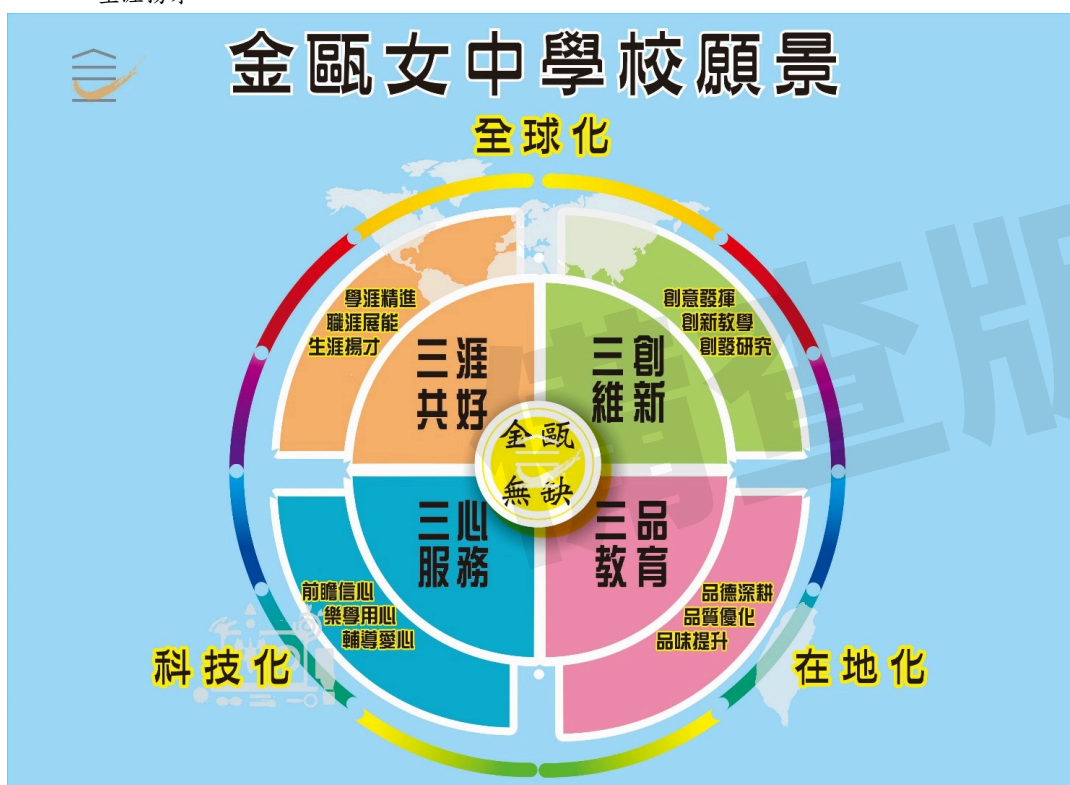 金甌女中學校願景
全球化
學涯精進
職涯展能
生涯揚才
三涯
共好
創意發揮
創新教學
創發研究
三創
維新
金甌
無缺
三心
服務
前瞻信心
樂學用心
輔導愛心
三品
教育
品德深耕
品質優化
品味提升
科技化
在地化
備查版